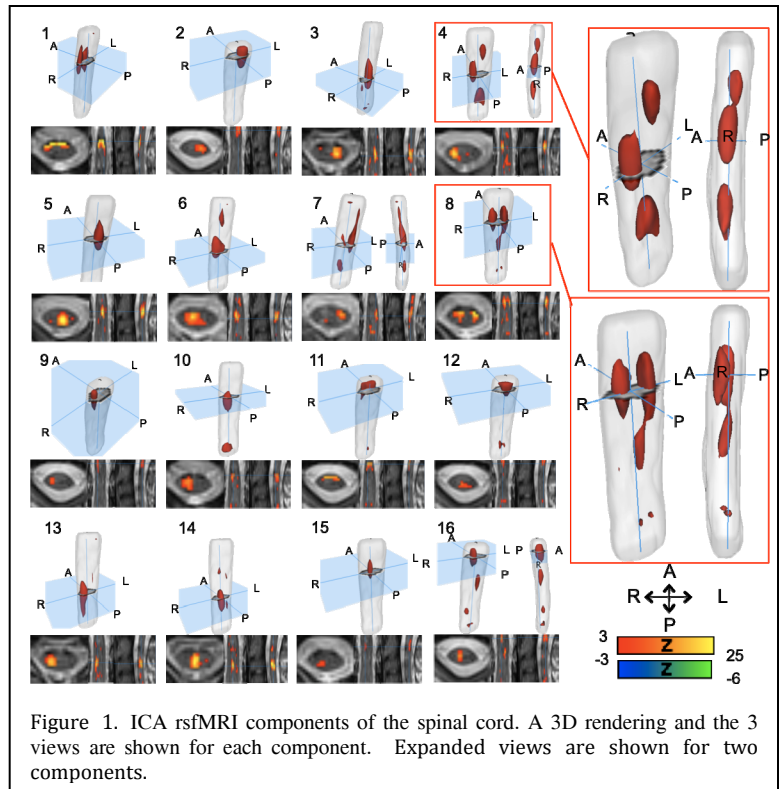 1 A L R P
2 A L R P
3 A L R P
4 A L R P A P R
A L R P A R P
5 A L R P
6 A L R P
7 A L R P P A R
8 A L R P
A L R P A R P
9 A L R P
10 A L R P
11 A L R P
12 A L R P
13 A L R P
14 A L R P
15 A L R P
16 A L R P P A R
A
R L
P
3 Z 25
-3 Z -6
Figure 1. ICA rsfMRI components of the spinal cord. A 3D rendering and the 3
views are shown for each component. Expanded views are shown for two
components.